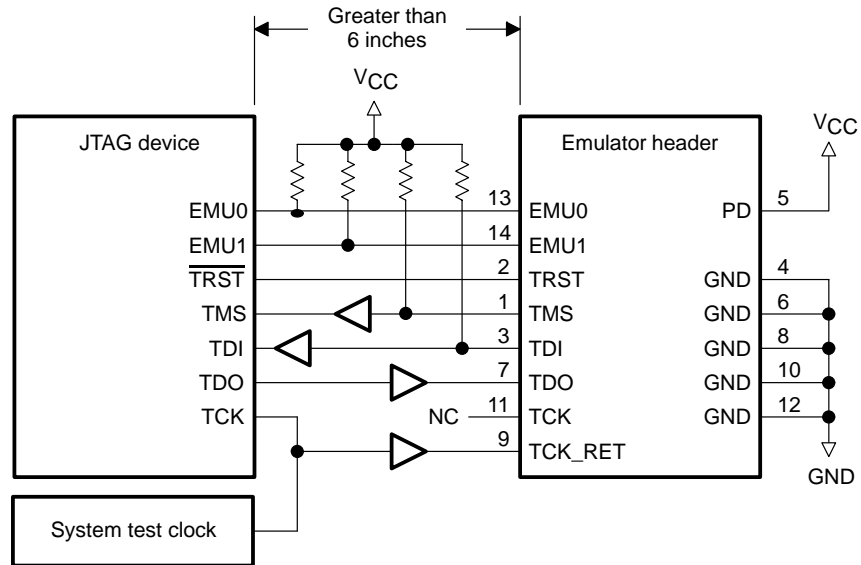 Greater than
6 inches
VCC
JTAG device
Emulator header
VCC
EMU0 13 EMU0 PD 5
EMU1 14 EMU1
TRST 2 TRST GND 4
TMS 1 TMS GND 6
TDI 3 TDI GND 8
TDO 7 TDO GND 10
TCK NC 11 TCK GND 12
9 TCK_RET
GND
System test clock